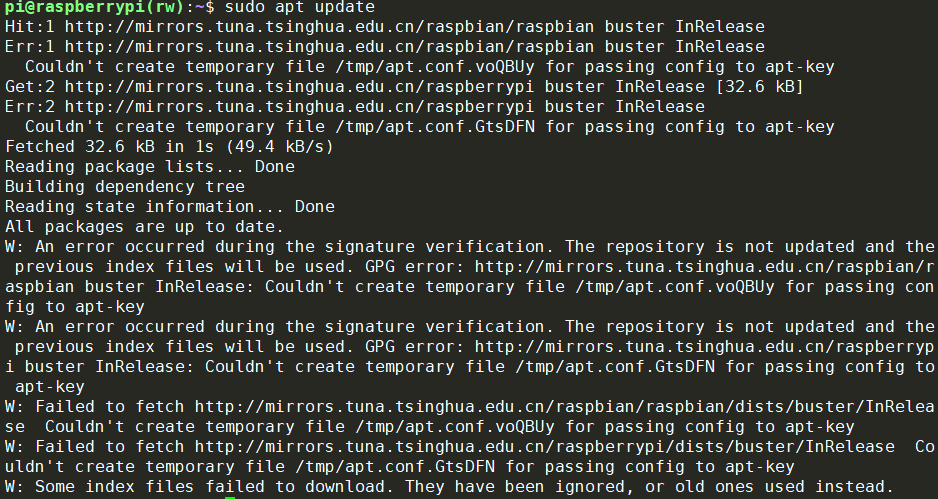 pi@raspberrypi(rw):~$ sudo apt update
Hit:1 http://mirrors.tuna.tsinghua.edu.cn/raspbian/raspbian buster InRelease
Err:1 http://mirrors.tuna.tsinghua.edu.cn/raspbian/raspbian buster InRelease
  Couldn't create temporary file /tmp/apt.conf.voQBUy for passing config to apt-key
Get:2 http://mirrors.tuna.tsinghua.edu.cn/raspberrypi buster InRelease [32.6 kB]
Err:2 http://mirrors.tuna.tsinghua.edu.cn/raspberrypi buster InRelease
  Couldn't create temporary file /tmp/apt.conf.GtsDFN for passing config to apt-key
Fetched 32.6 kB in 1s (49.4 kB/s)
Reading package lists... Done
Building dependency tree
Reading state information... Done
All packages are up to date.
W: An error occurred during the signature verification. The repository is not updated and the
 previous index files will be used. GPG error: http://mirrors.tuna.tsinghua.edu.cn/raspbian/r
aspbian buster InRelease: Couldn't create temporary file /tmp/apt.conf.voQBUy for passing con
fig to apt-key
W: An error occurred during the signature verification. The repository is not updated and the
 previous index files will be used. GPG error: http://mirrors.tuna.tsinghua.edu.cn/raspberryp
i buster InRelease: Couldn't create temporary file /tmp/apt.conf.GtsDFN for passing config to
 apt-key
W: Failed to fetch http://mirrors.tuna.tsinghua.edu.cn/raspbian/raspbian/dists/buster/InRelea
se  Couldn't create temporary file /tmp/apt.conf.voQBUy for passing config to apt-key
W: Failed to fetch http://mirrors.tuna.tsinghua.edu.cn/raspberrypi/dists/buster/InRelease  Co
uldn't create temporary file /tmp/apt.conf.GtsDFN for passing config to apt-key
W: Some index files failed to download. They have been ignored, or old ones used instead.